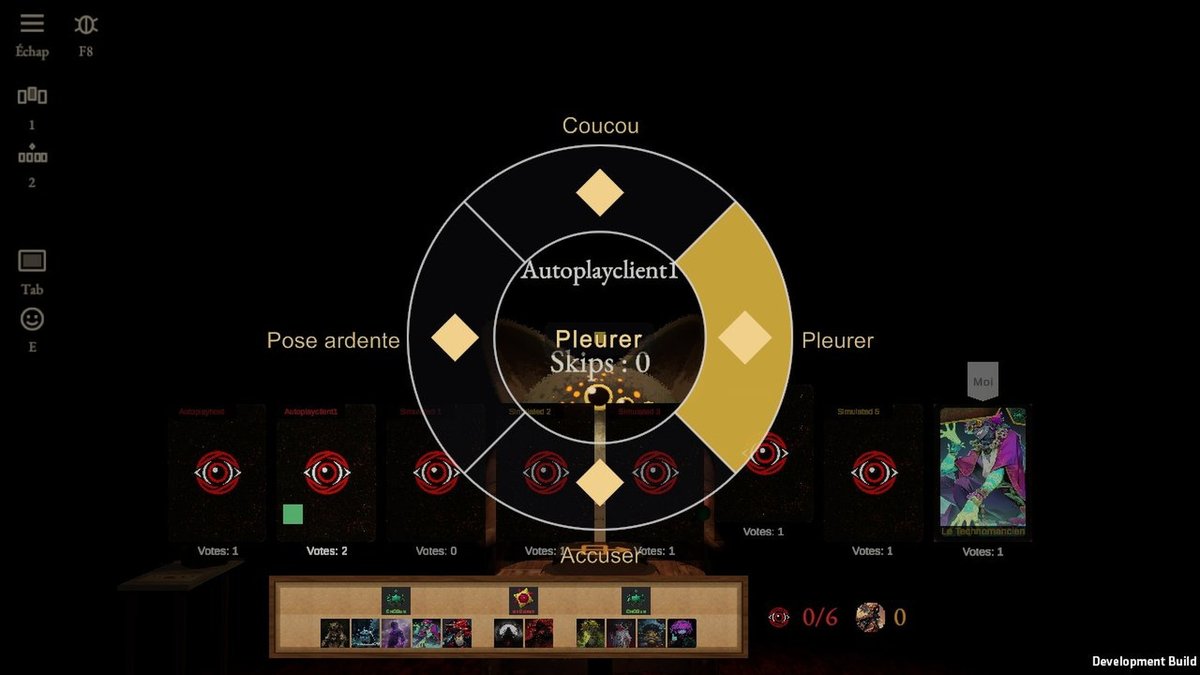 Échap
F8
1
2
Tab
E
Coucou
Autoplayclient1
Pose ardente
Pleurer
Pleurer
Skips : 0
Accuser
Moi
Autoplayhost
Autoplayclient1
Simulated 1
Simulated 2
Simulated 3
Simulated 5
Le Technomancien
Votes: 1
Votes: 2
Votes: 0
Votes: 1
Votes: 1
Votes: 1
Votes: 1
Votes: 1
0/6
0
Development Build